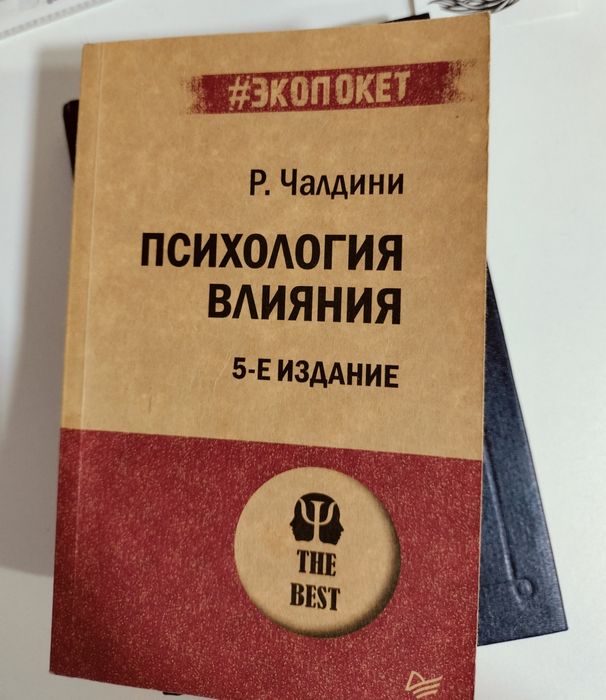 #ЭКОПОКЕТ
Р. Чалдини
ПСИХОЛОГИЯ
ВЛИЯНИЯ
5-Е ИЗДАНИЕ
Ψ
THE
BEST